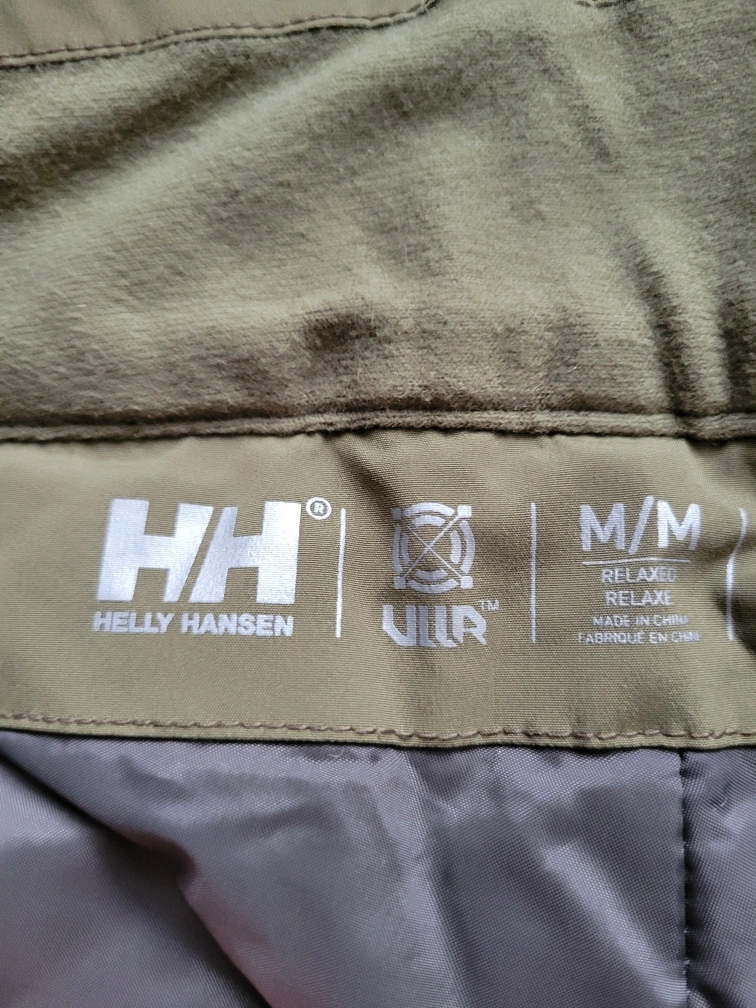 HH®
HELLY HANSEN
ULLR™
M/M
RELAXED
RELAXE
MADE IN CHINA
FABRIQUÉ EN CHINE